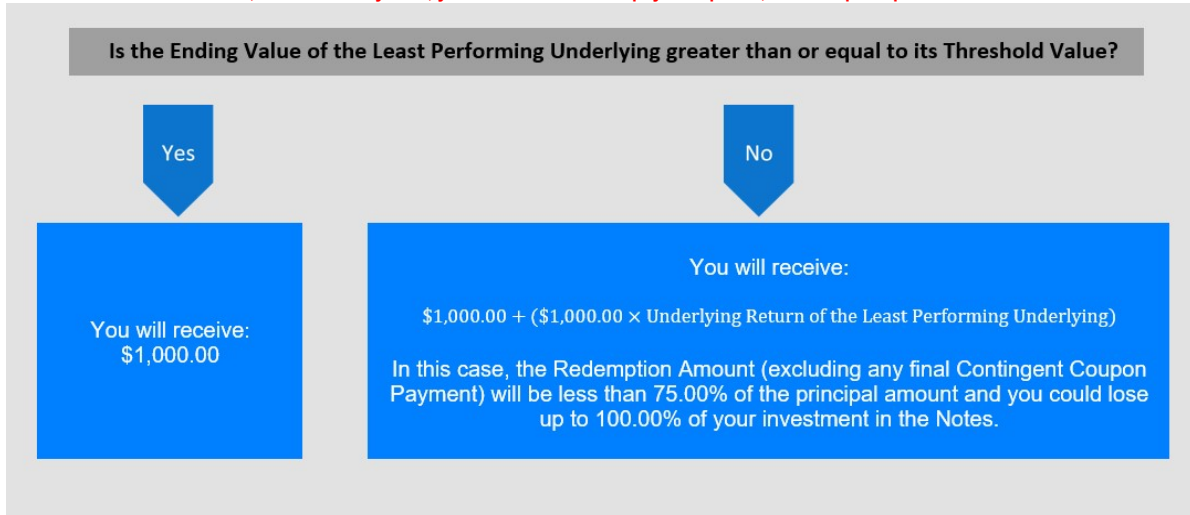 Is the Ending Value of the Least Performing Underlying greater than or equal to its Threshold Value?
Yes
No
You will receive:
$1,000.00
You will receive:
$1,000.00 + ($1,000.00 × Underlying Return of the Least Performing Underlying)
In this case, the Redemption Amount (excluding any final Contingent Coupon
Payment) will be less than 75.00% of the principal amount and you could lose
up to 100.00% of your investment in the Notes.